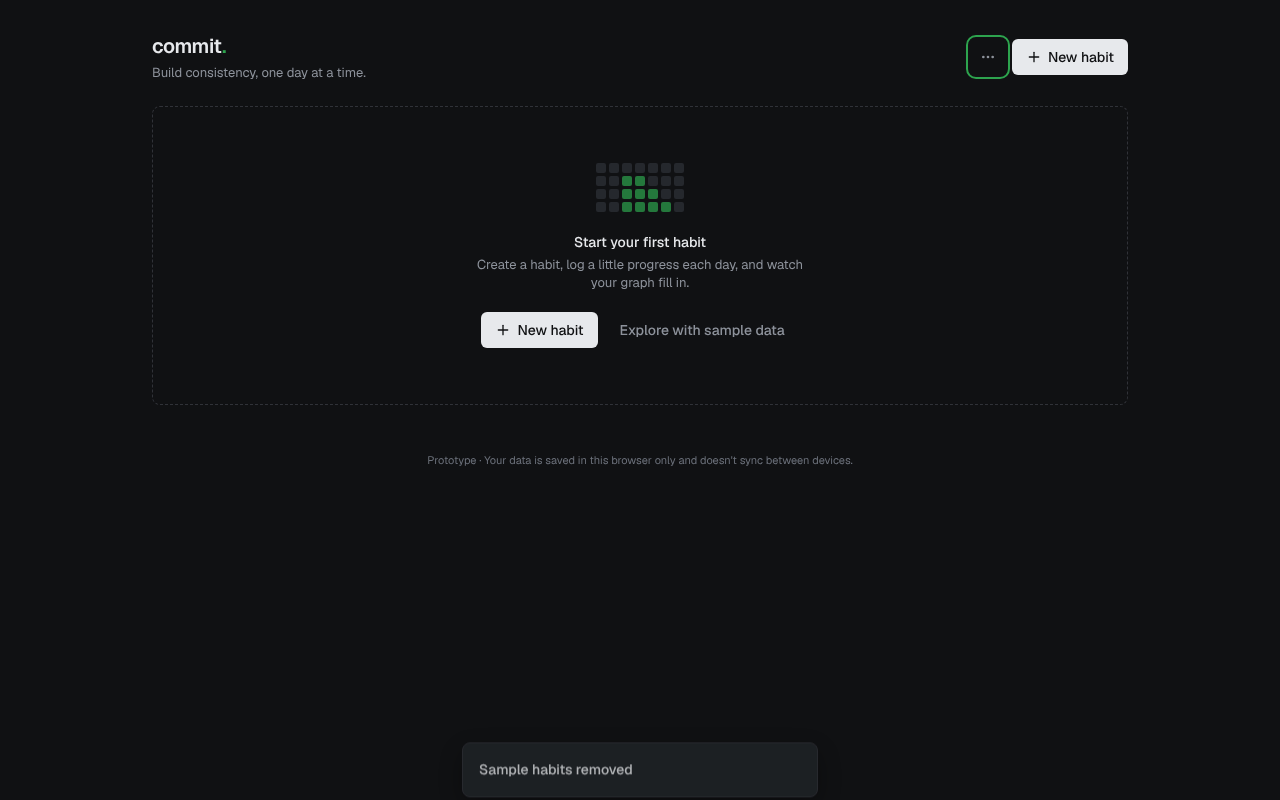 commit.
Build consistency, one day at a time.
New habit
Start your first habit
Create a habit, log a little progress each day, and watch
your graph fill in.
New habit
Explore with sample data
Prototype · Your data is saved in this browser only and doesn't sync between devices.
Sample habits removed